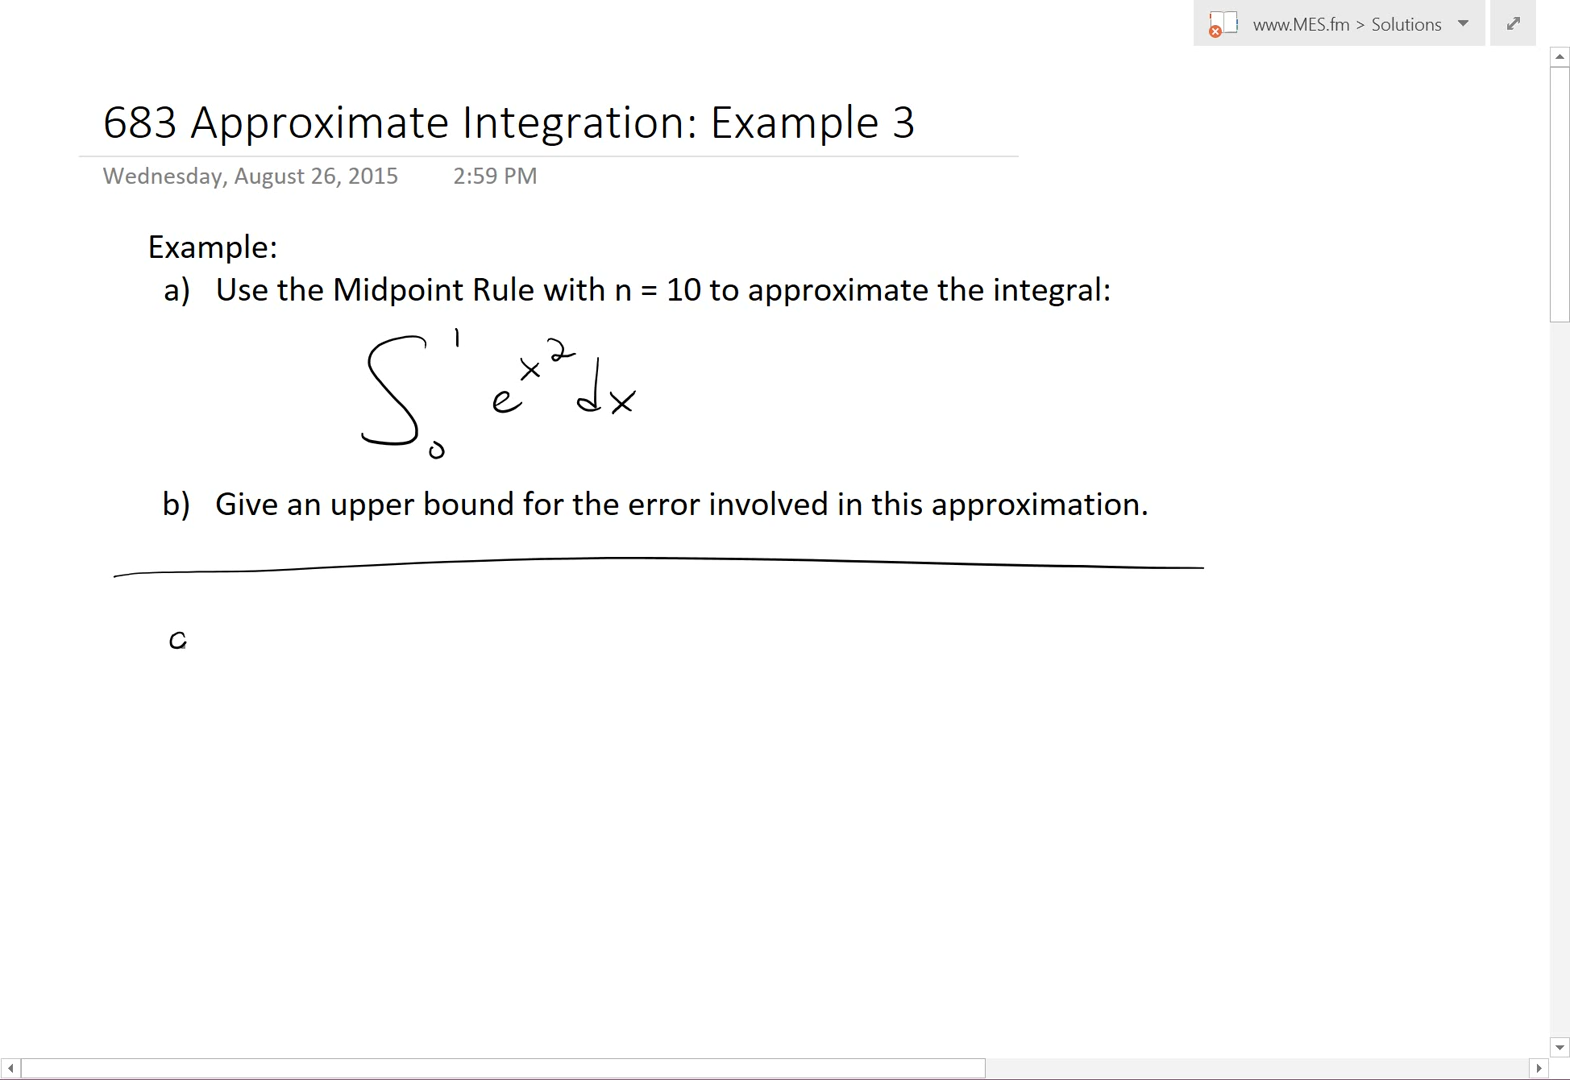 www.MES.fm > Solutions
683 Approximate Integration: Example 3
Wednesday, August 26, 2015 2:59 PM
Example:
a) Use the Midpoint Rule with n = 10 to approximate the integral:
∫₀¹ e^x² dx
b) Give an upper bound for the error involved in this approximation.
a